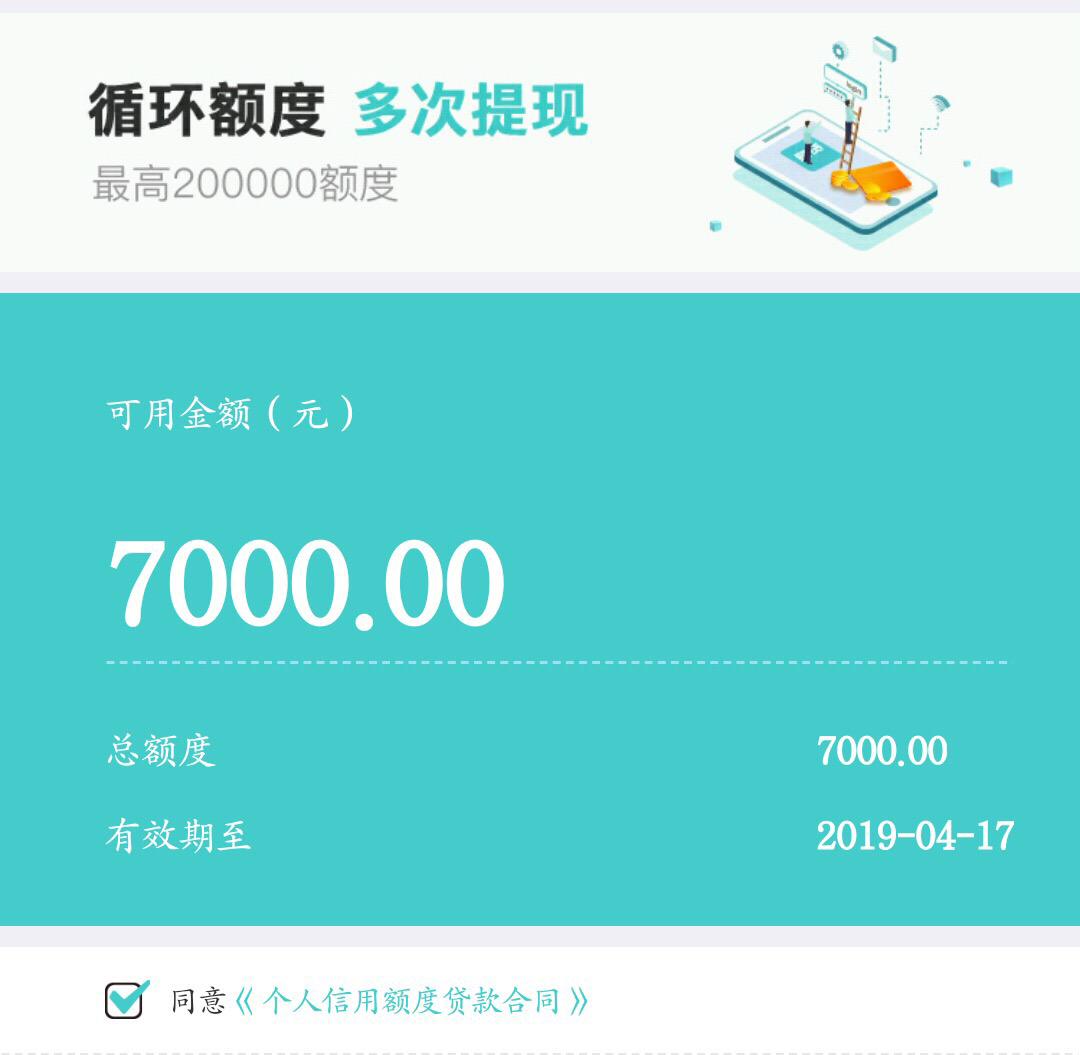 循环额度 多次提现
最高200000额度
可用金额（元）
7000.00
总额度 7000.00
有效期至 2019-04-17
同意《个人信用额度贷款合同》